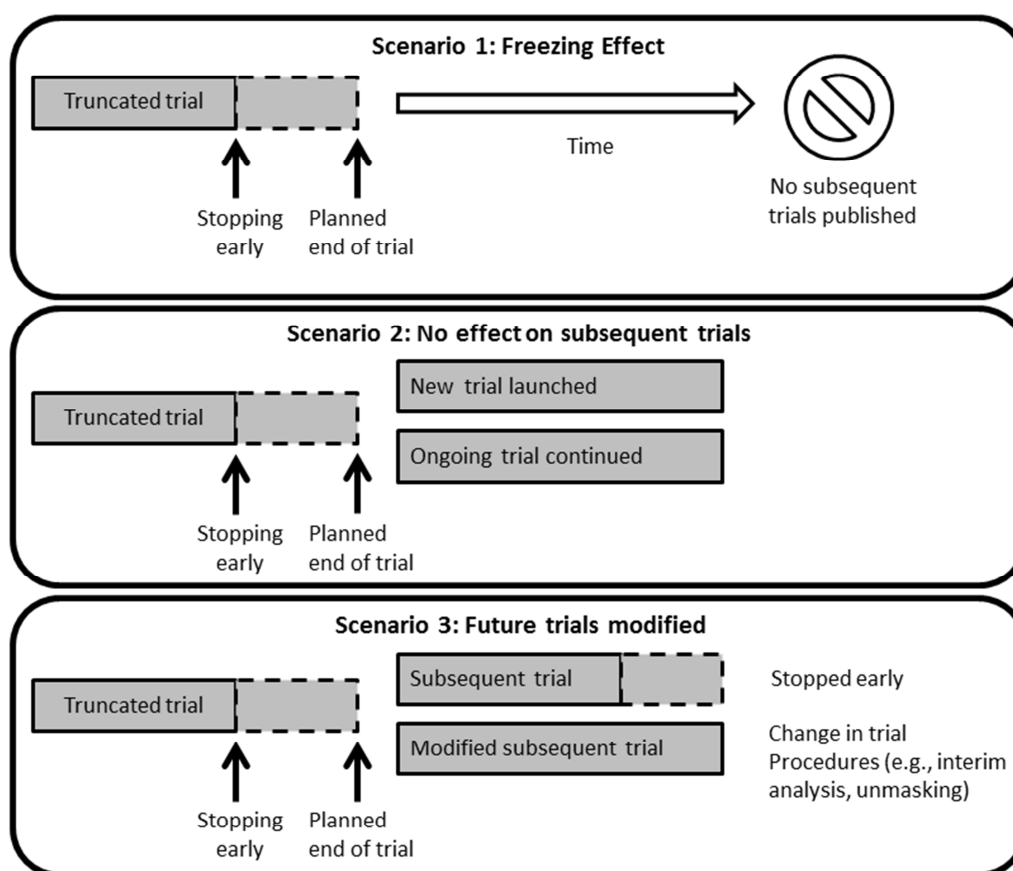 Scenario 1: Freezing Effect
Truncated trial
Time
Stopping
early
Planned
end of trial
No subsequent
trials published
Scenario 2: No effect on subsequent trials
Truncated trial
New trial launched
Ongoing trial continued
Stopping
early
Planned
end of trial
Scenario 3: Future trials modified
Truncated trial
Subsequent trial
Stopped early
Modified subsequent trial
Change in trial
Procedures (e.g., interim
analysis, unmasking)
Stopping
early
Planned
end of trial